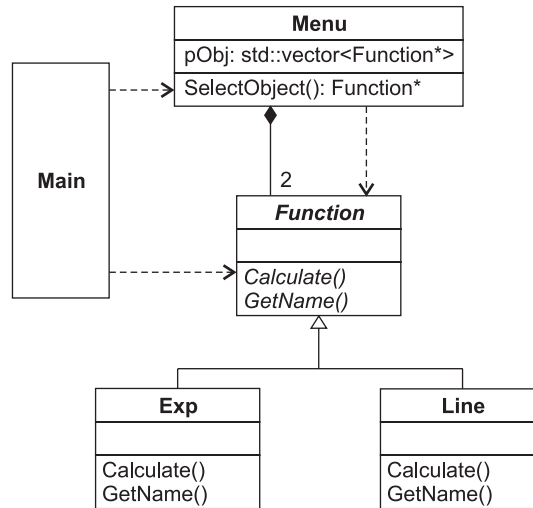 Menu
pObj: std::vector<Function*>
SelectObject(): Function*
Main
2
Function
Calculate()
GetName()
Exp
Calculate()
GetName()
Line
Calculate()
GetName()